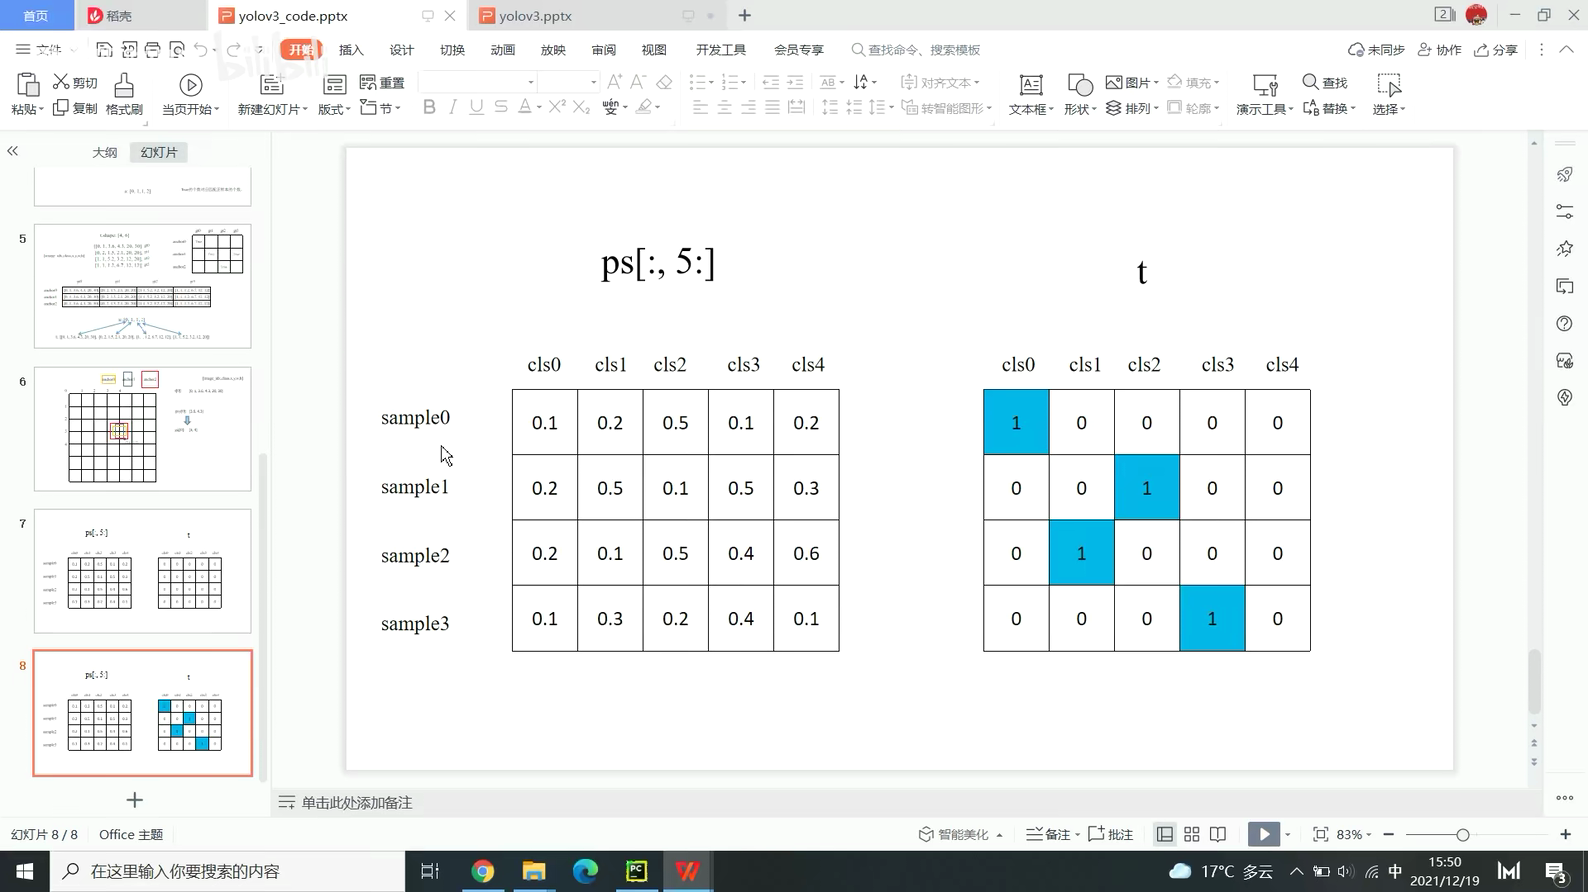 首页
稻壳
yolov3_code.pptx
yolov3.pptx
文件
开始
插入
设计
切换
动画
放映
审阅
视图
开发工具
会员专享
查找命令、搜索模板
未同步
协作
分享
bilibili
粘贴
剪切
复制
格式刷
当页开始
新建幻灯片
版式
重置
节
对齐文本
转智能图形
文本框
形状
图片
排列
填充
轮廓
演示工具
查找
替换
选择
大纲
幻灯片
5
6
7
ps[:, 5:]
t
8
ps[:, 5:]
t
ps[:, 5:]
t
cls0 cls1 cls2 cls3 cls4
sample0 0.1 0.2 0.5 0.1 0.2
sample1 0.2 0.5 0.1 0.5 0.3
sample2 0.2 0.1 0.5 0.4 0.6
sample3 0.1 0.3 0.2 0.4 0.1
cls0 cls1 cls2 cls3 cls4
1 0 0 0 0
0 0 1 0 0
0 1 0 0 0
0 0 0 1 0
单击此处添加备注
幻灯片 8 / 8
Office 主题
智能美化
备注
批注
83%
在这里输入你要搜索的内容
17°C 多云
中
15:50
2021/12/19
3